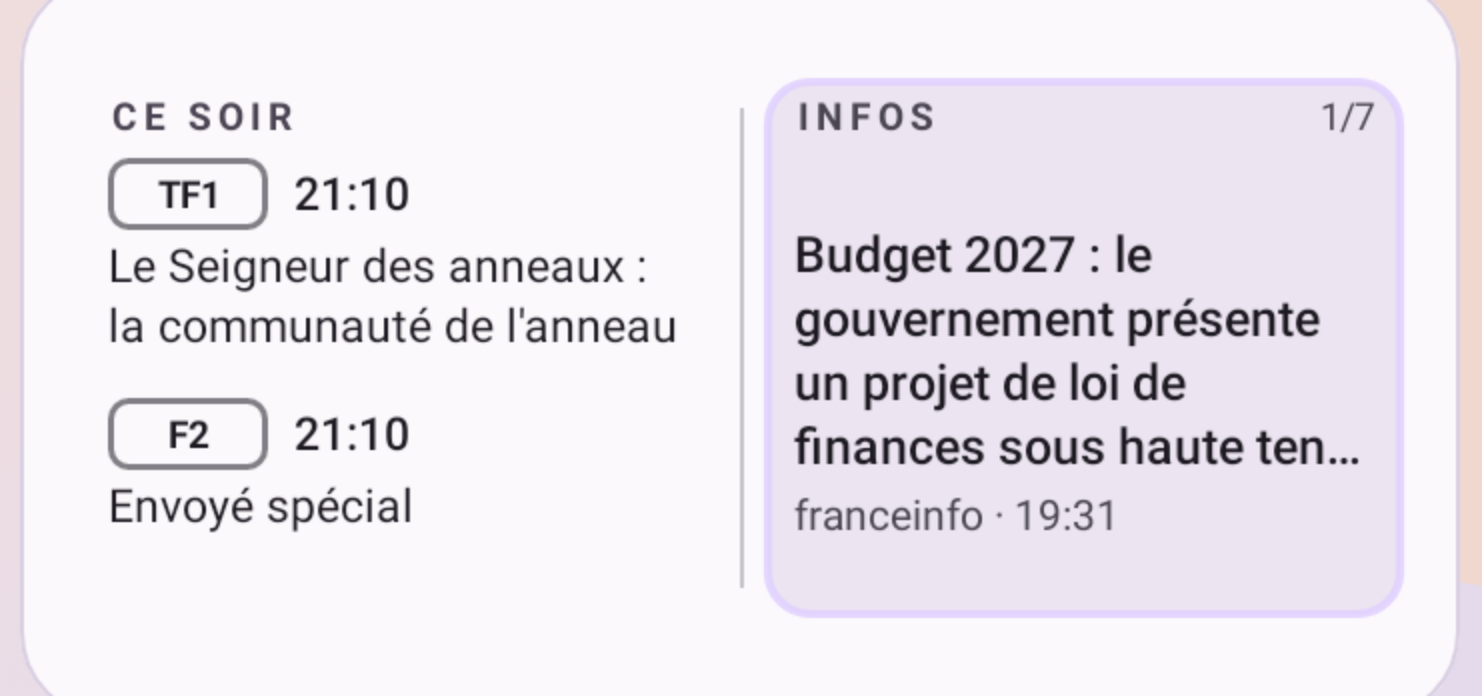 CE SOIR
TF1 21:10
Le Seigneur des anneaux :
la communauté de l'anneau
F2 21:10
Envoyé spécial
INFOS 1/7
Budget 2027 : le
gouvernement présente
un projet de loi de
finances sous haute ten…
franceinfo · 19:31